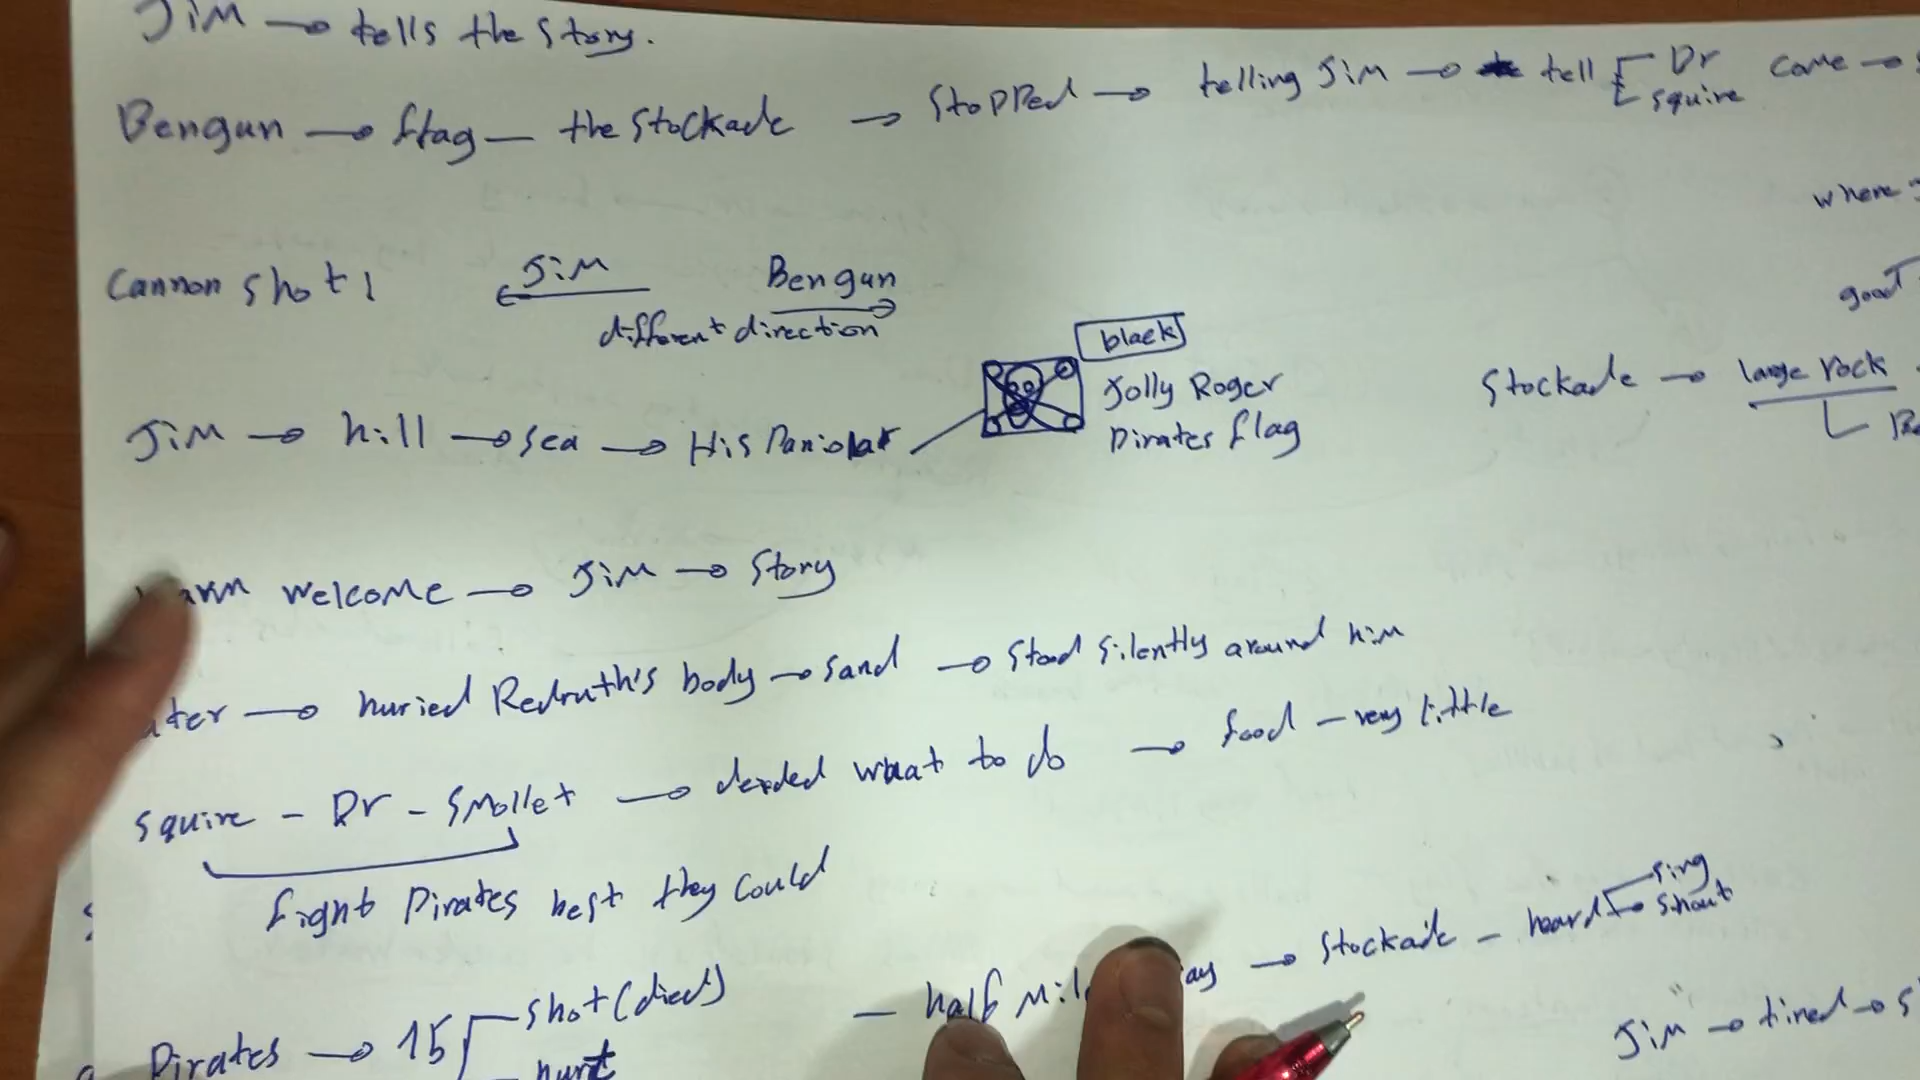 Jim → tells the story.
Bengun → flag — the stockade → stopped → telling Jim → tell Dr squire come →
where
Cannon shot! Jim Bengun
different direction
good
black
Jim → hill → sea → Hispaniola Jolly Roger
Pirates flag
Stockade → large rock
welcome → Jim → story
buried Redruth's body → sand → stood silently around him
squire – Dr – Smollet → decided what to do → food – very little
fight Pirates best they could
Pirates → 15 shot (died) – half → stockade – heard sing shout
hurt
Jim → tired →